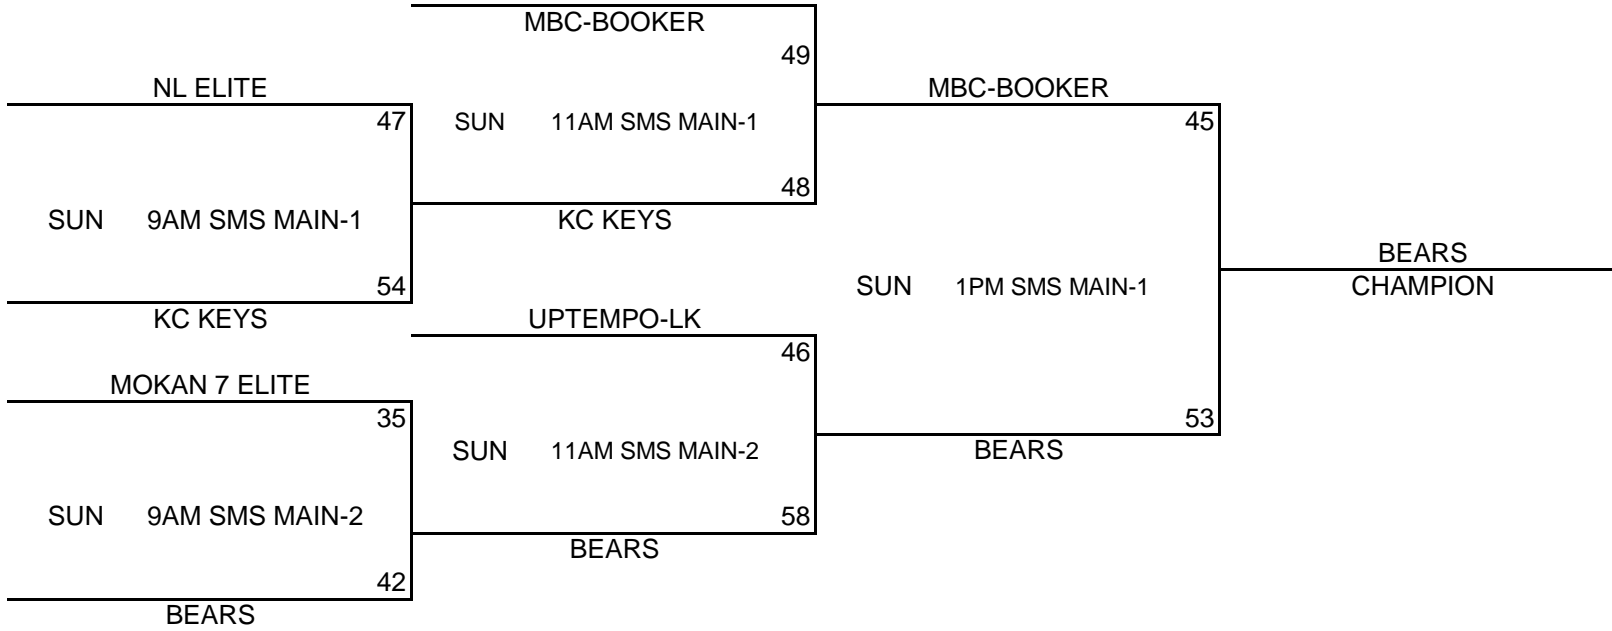 MBC-BOOKER
49
NL ELITE
MBC-BOOKER
47
SUN 11AM SMS MAIN-1
45
48
SUN 9AM SMS MAIN-1
KC KEYS
BEARS
54
SUN 1PM SMS MAIN-1
CHAMPION
KC KEYS
UPTEMPO-LK
46
MOKAN 7 ELITE
35
53
SUN 11AM SMS MAIN-2
BEARS
SUN 9AM SMS MAIN-2
58
BEARS
42
BEARS